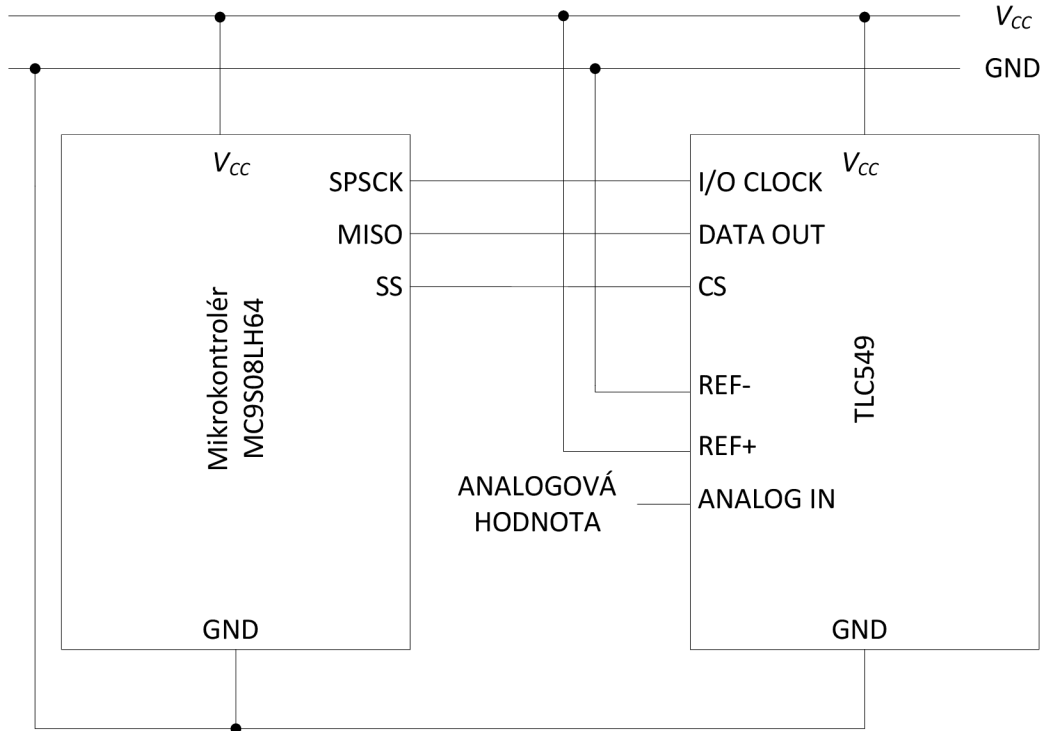 VCC
GND
VCC
SPSCK
MISO
SS
Mikrokontrolér
MC9S08LH64
GND
VCC
I/O CLOCK
DATA OUT
CS
REF-
REF+
ANALOG IN
TLC549
GND
ANALOGOVÁ
HODNOTA